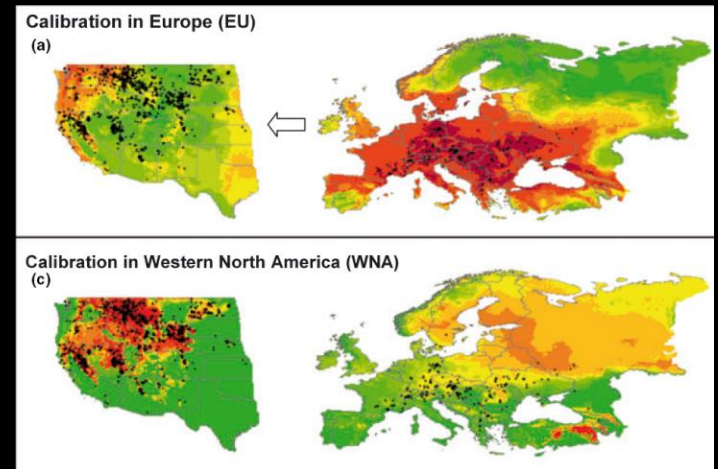 Calibration in Europe (EU)
(a)
Calibration in Western North America (WNA)
(c)